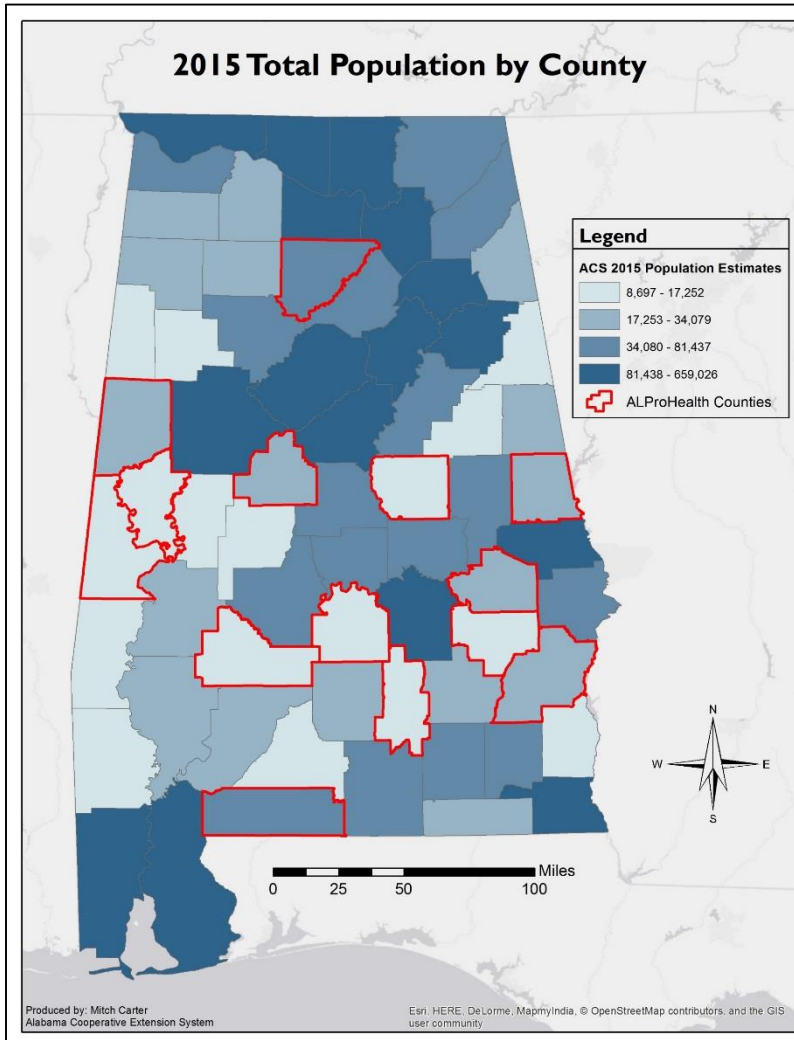 2015 Total Population by County
Legend
ACS 2015 Population Estimates
8,697 - 17,252
17,253 - 34,079
34,080 - 81,437
81,438 - 659,026
ALProHealth Counties
N
W E
S
Miles
0 25 50 100
Produced by: Mitch Carter
Alabama Cooperative Extension System
Esri, HERE, DeLorme, MapmyIndia, © OpenStreetMap contributors, and the GIS
user community